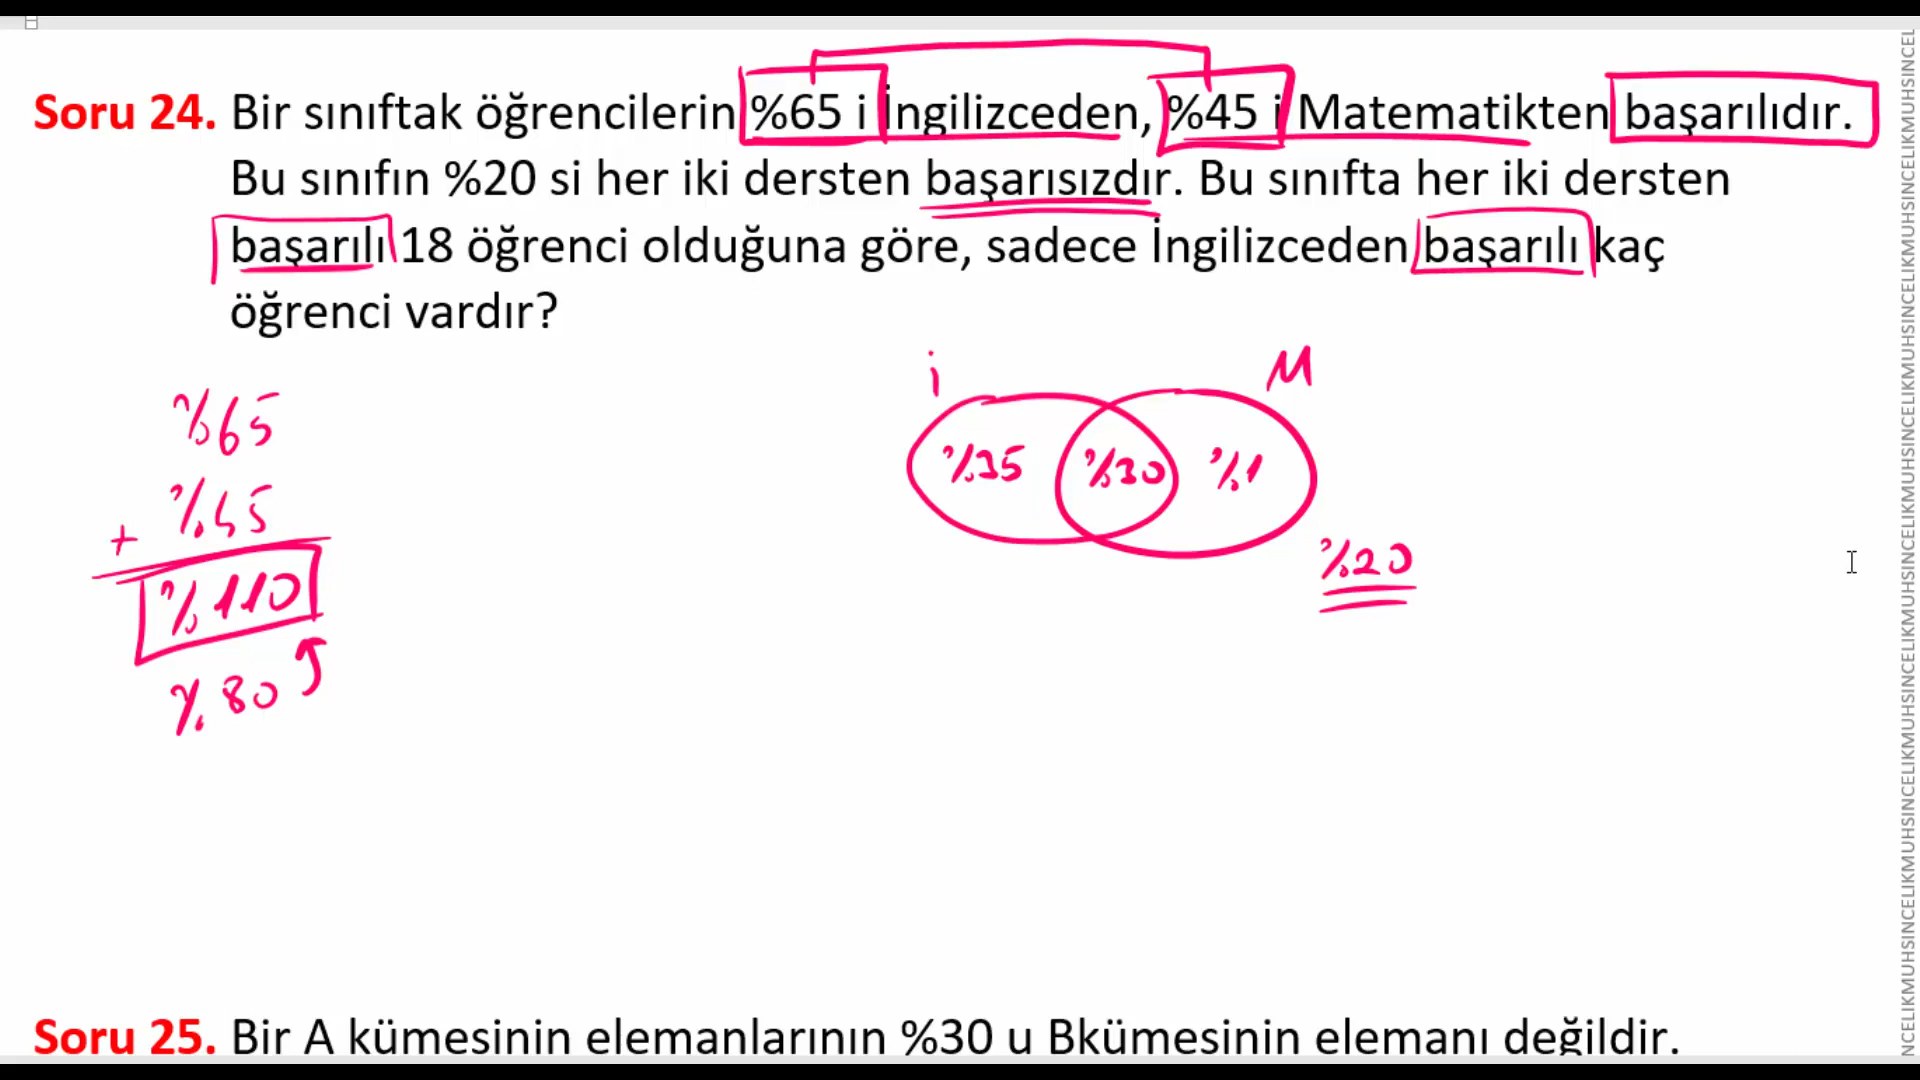 Soru 24. Bir sınıftak öğrencilerin %65 i İngilizceden, %45 i Matematikten başarılıdır.
Bu sınıfın %20 si her iki dersten başarısızdır. Bu sınıfta her iki dersten
başarılı 18 öğrenci olduğuna göre, sadece İngilizceden başarılı kaç
öğrenci vardır?
i M
%65
%35 %30 %1
+ %45
%20
%110
%80
Soru 25. Bir A kümesinin elemanlarının %30 u Bkümesinin elemanı değildir.
NCELIKMUHSINCELIKMUHSINCELIKMUHSINCELIKMUHSINCELIKMUHSINCELIKMUHSINCELIKMUHSINCEL